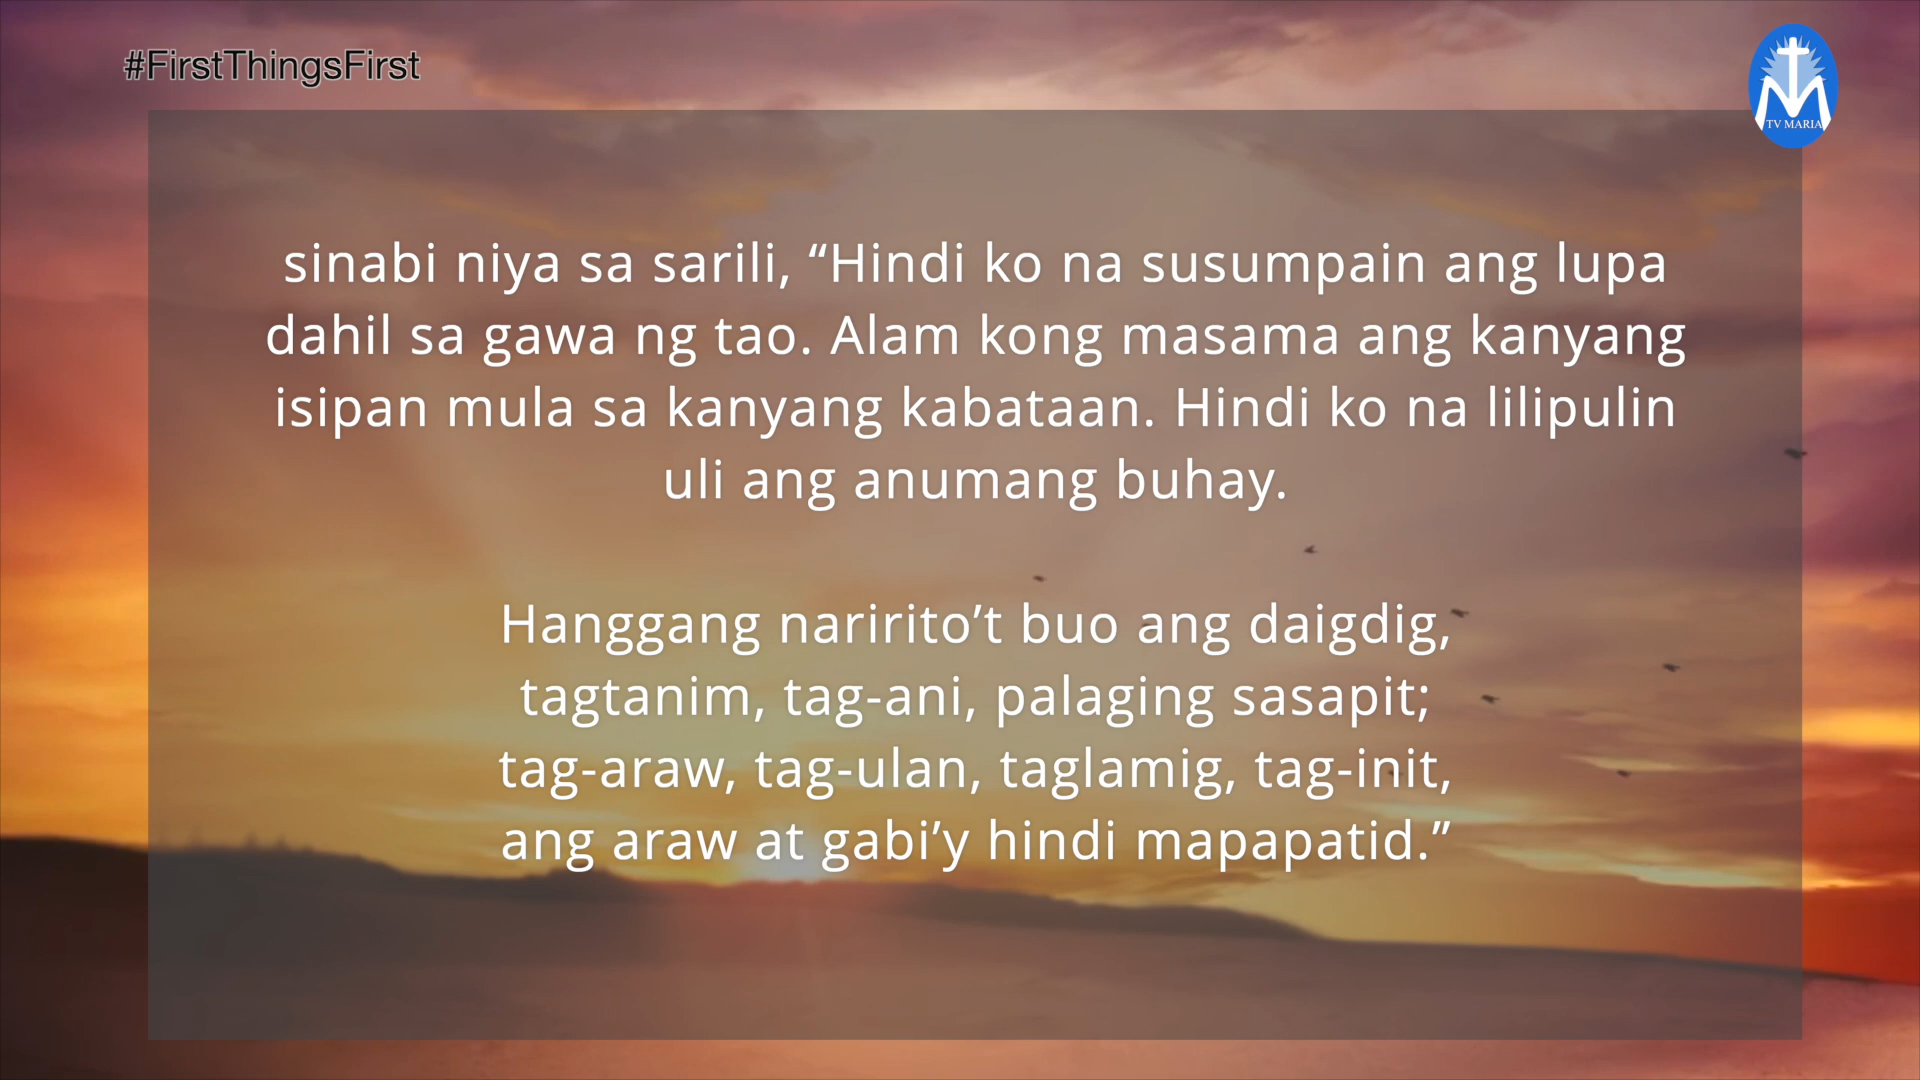 #FirstThingsFirst
TV MARIA
sinabi niya sa sarili, “Hindi ko na susumpain ang lupa
dahil sa gawa ng tao. Alam kong masama ang kanyang
isipan mula sa kanyang kabataan. Hindi ko na lilipulin
uli ang anumang buhay.
Hanggang naririto’t buo ang daigdig,
tagtanim, tag-ani, palaging sasapit;
tag-araw, tag-ulan, taglamig, tag-init,
ang araw at gabi’y hindi mapapatid.”